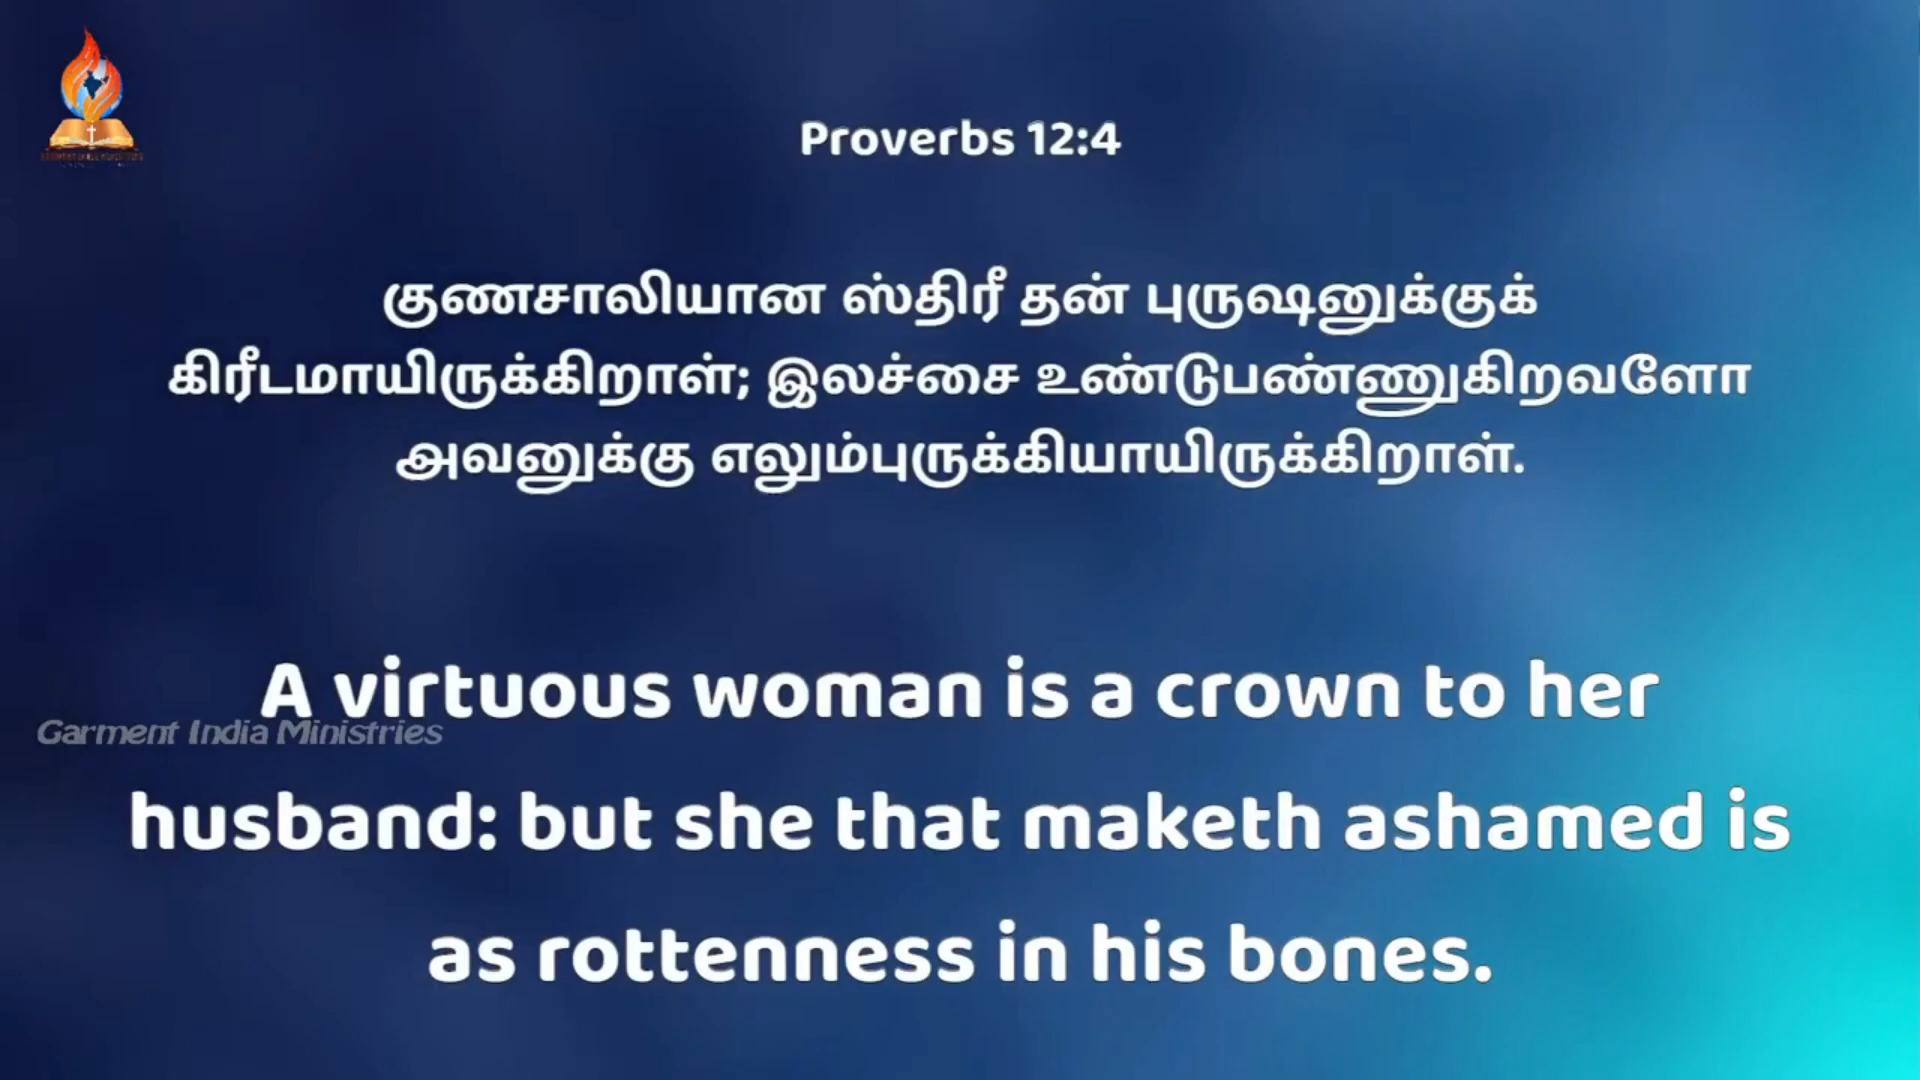 Proverbs 12:4
குணசாலியான ஸ்திரீ தன் புருஷனுக்குக்
கிரீடமாயிருக்கிறாள்; இலச்சை உண்டுபண்ணுகிறவளோ
அவனுக்கு எலும்புருக்கியாயிருக்கிறாள்.
A virtuous woman is a crown to her
Garment India Ministries
husband: but she that maketh ashamed is
as rottenness in his bones.